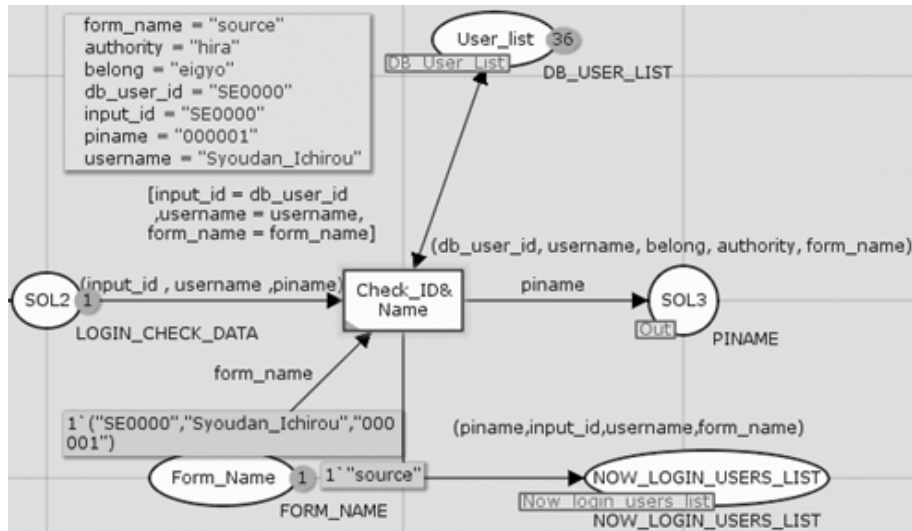 form_name = "source"
authority = "hira"
belong = "eigyo"
db_user_id = "SE0000"
input_id = "SE0000"
piname = "000001"
username = "Syoudan_Ichirou"
User_list
36
DB_User_List
DB_USER_LIST
[input_id = db_user_id
,username = username,
form_name = form_name]
(db_user_id, username, belong, authority, form_name)
SOL2
1
(input_id , username ,piname)
LOGIN_CHECK_DATA
Check_ID&
Name
piname
SOL3
Out
PINAME
form_name
1`("SE0000","Syoudan_Ichirou","000
001")
(piname,input_id,username,form_name)
Form_Name
1
1`"source"
FORM_NAME
NOW_LOGIN_USERS_LIST
Now_login_users_list
NOW_LOGIN_USERS_LIST